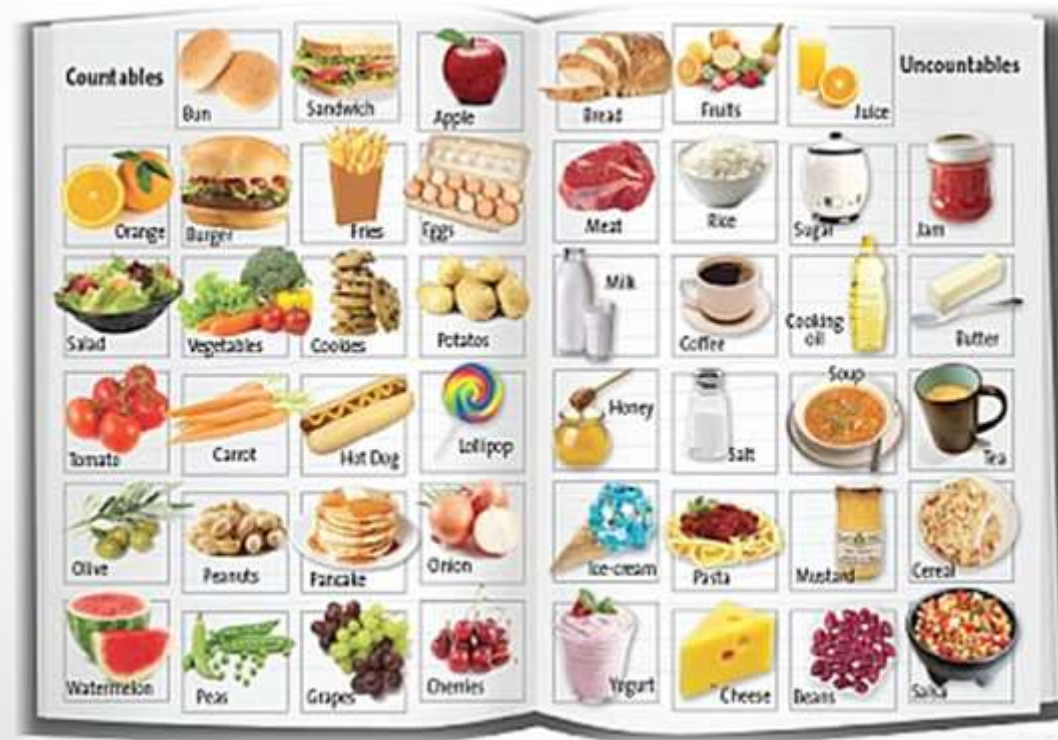 Countables
Bun
Sandwich
Apple
Orange
Burger
Fries
Eggs
Salad
Vegetables
Cookies
Potatos
Tomato
Carrot
Hot Dog
Lollipop
Olive
Peanuts
Pancake
Onion
Watermelon
Peas
Grapes
Cherries
Uncountables
Bread
Fruits
Juice
Meat
Rice
Sugar
Jam
Milk
Coffee
Cooking
oil
Butter
Honey
Salt
Soup
Tea
Ice-cream
Pasta
Mustard
Cereal
Yogurt
Cheese
Beans
Salsa